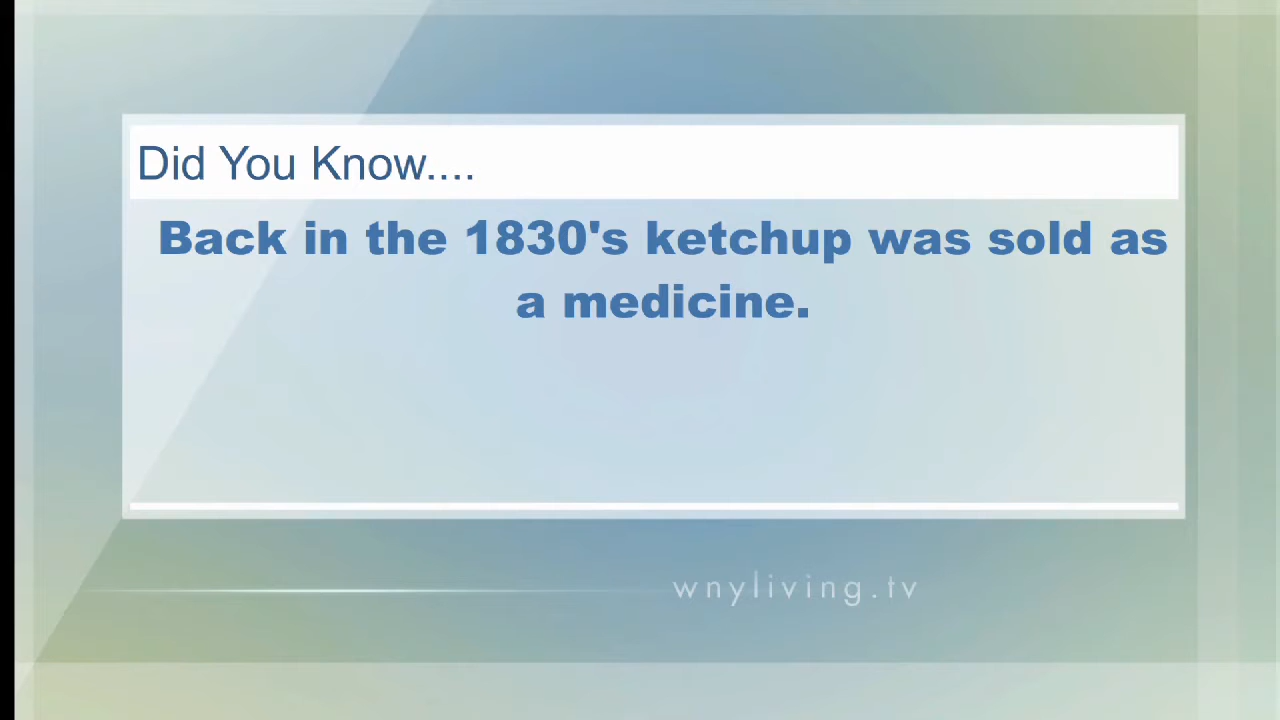 Did You Know....
Back in the 1830's ketchup was sold as
a medicine.
wnyliving.tv